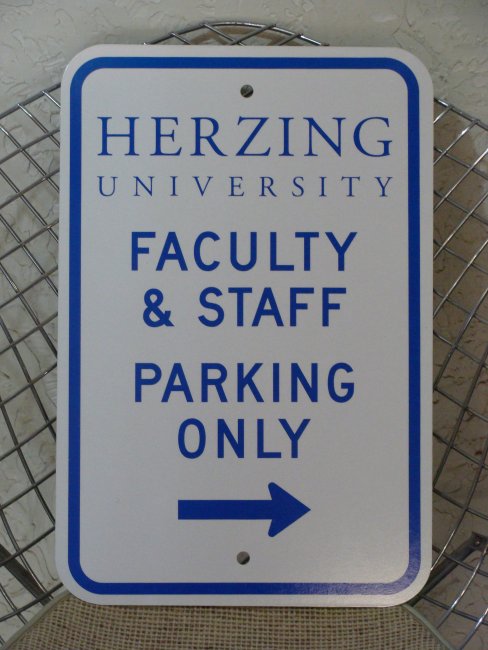 HERZING
UNIVERSITY
FACULTY
& STAFF
PARKING
ONLY